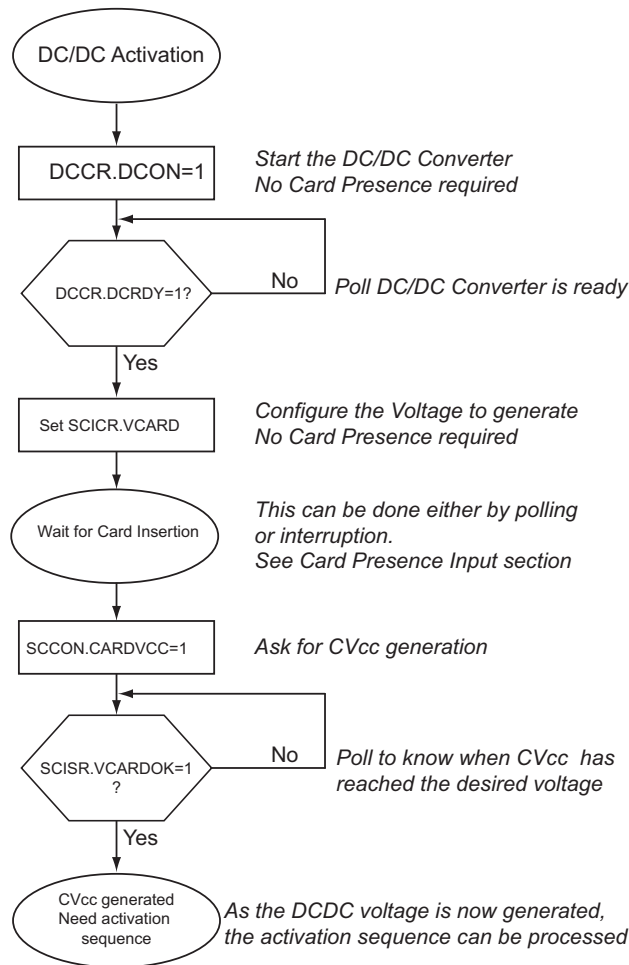 DC/DC Activation
DCCR.DCON=1
Start the DC/DC Converter
No Card Presence required
DCCR.DCRDY=1?
No
Poll DC/DC Converter is ready
Yes
Set SCICR.VCARD
Configure the Voltage to generate
No Card Presence required
Wait for Card Insertion
This can be done either by polling
or interruption.
See Card Presence Input section
SCCON.CARDVCC=1
Ask for CVcc generation
SCISR.VCARDOK=1
?
No
Poll to know when CVcc has
reached the desired voltage
Yes
CVcc generated
Need activation
sequence
As the DCDC voltage is now generated,
the activation sequence can be processed